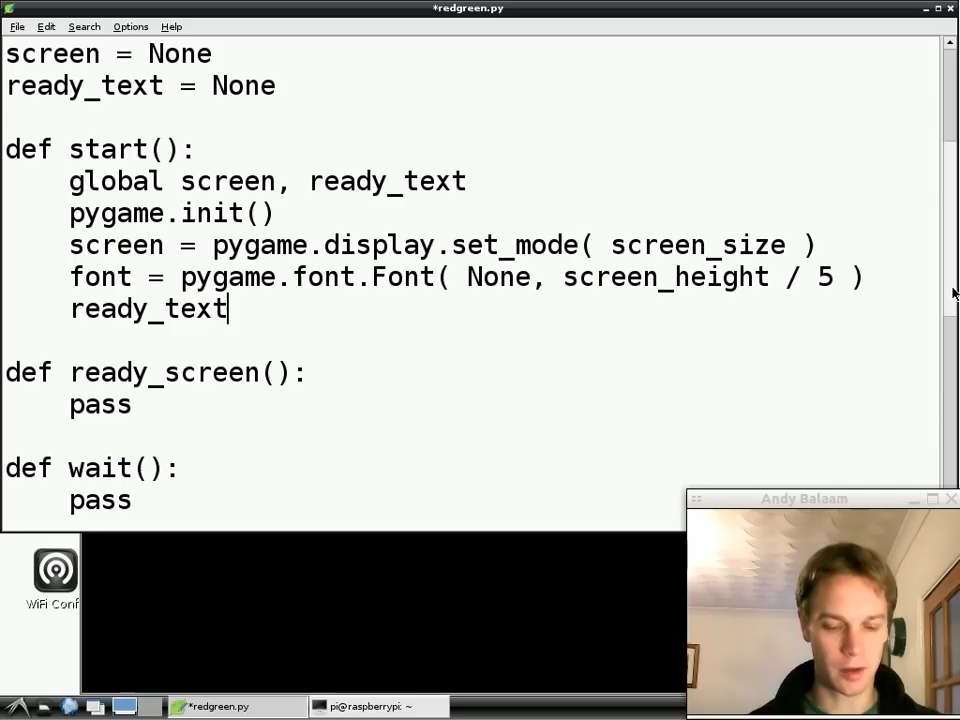 *redgreen.py
File Edit Search Options Help
screen = None
ready_text = None
def start():
    global screen, ready_text
    pygame.init()
    screen = pygame.display.set_mode( screen_size )
    font = pygame.font.Font( None, screen_height / 5 )
    ready_text
def ready_screen():
    pass
def wait():
    pass
Andy Balaam
WiFi Conf
*redgreen.py
pi@raspberrypi: ~